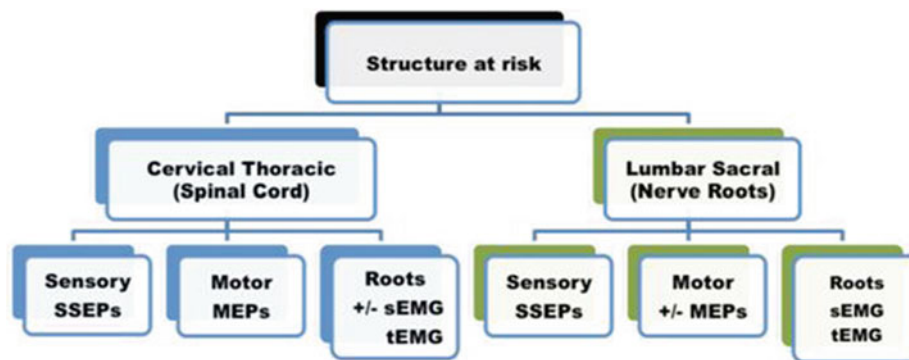 Structure at risk
Cervical Thoracic
(Spinal Cord)
Lumbar Sacral
(Nerve Roots)
Sensory
SSEPs
Motor
MEPs
Roots
+/- sEMG
tEMG
Sensory
SSEPs
Motor
+/- MEPs
Roots
sEMG
tEMG